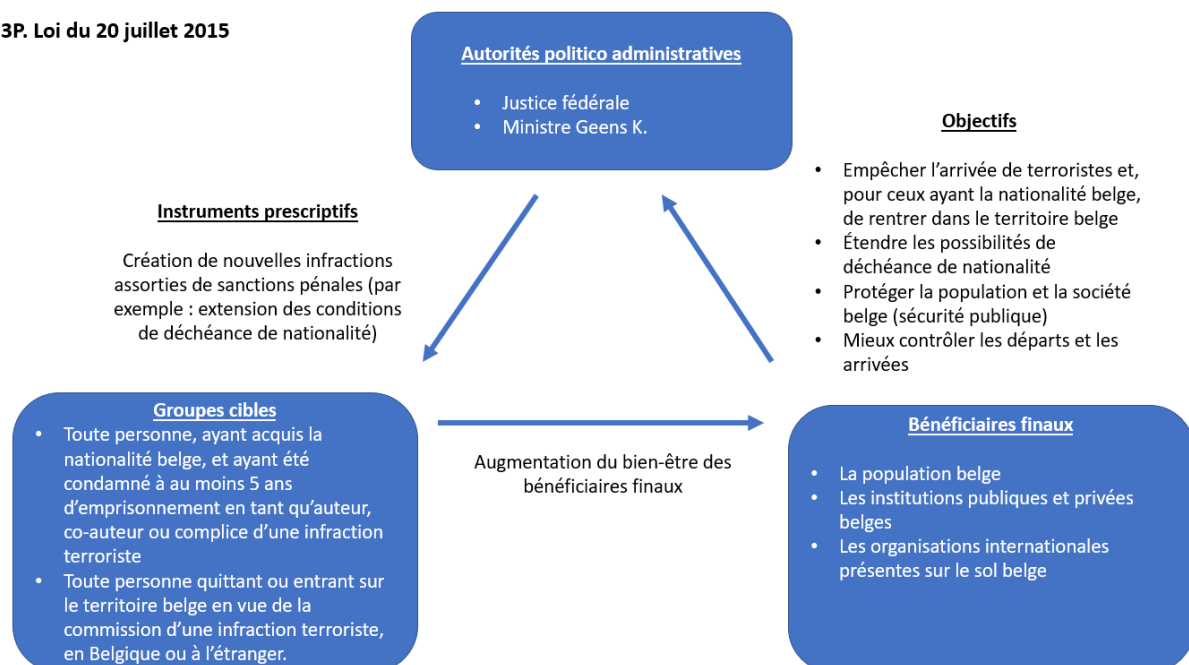 3P. Loi du 20 juillet 2015
Autorités politico administratives
• Justice fédérale
• Ministre Geens K.
Objectifs
• Empêcher l’arrivée de terroristes et,
pour ceux ayant la nationalité belge,
de rentrer dans le territoire belge
• Étendre les possibilités de
déchéance de nationalité
• Protéger la population et la société
belge (sécurité publique)
• Mieux contrôler les départs et les
arrivées
Instruments prescriptifs
Création de nouvelles infractions
assorties de sanctions pénales (par
exemple : extension des conditions
de déchéance de nationalité)
Groupes cibles
• Toute personne, ayant acquis la
nationalité belge, et ayant été
condamné à au moins 5 ans
d’emprisonnement en tant qu’auteur,
co-auteur ou complice d’une infraction
terroriste
• Toute personne quittant ou entrant sur
le territoire belge en vue de la
commission d’une infraction terroriste,
en Belgique ou à l’étranger.
Augmentation du bien-être des
bénéficiaires finaux
Bénéficiaires finaux
• La population belge
• Les institutions publiques et privées
belges
• Les organisations internationales
présentes sur le sol belge